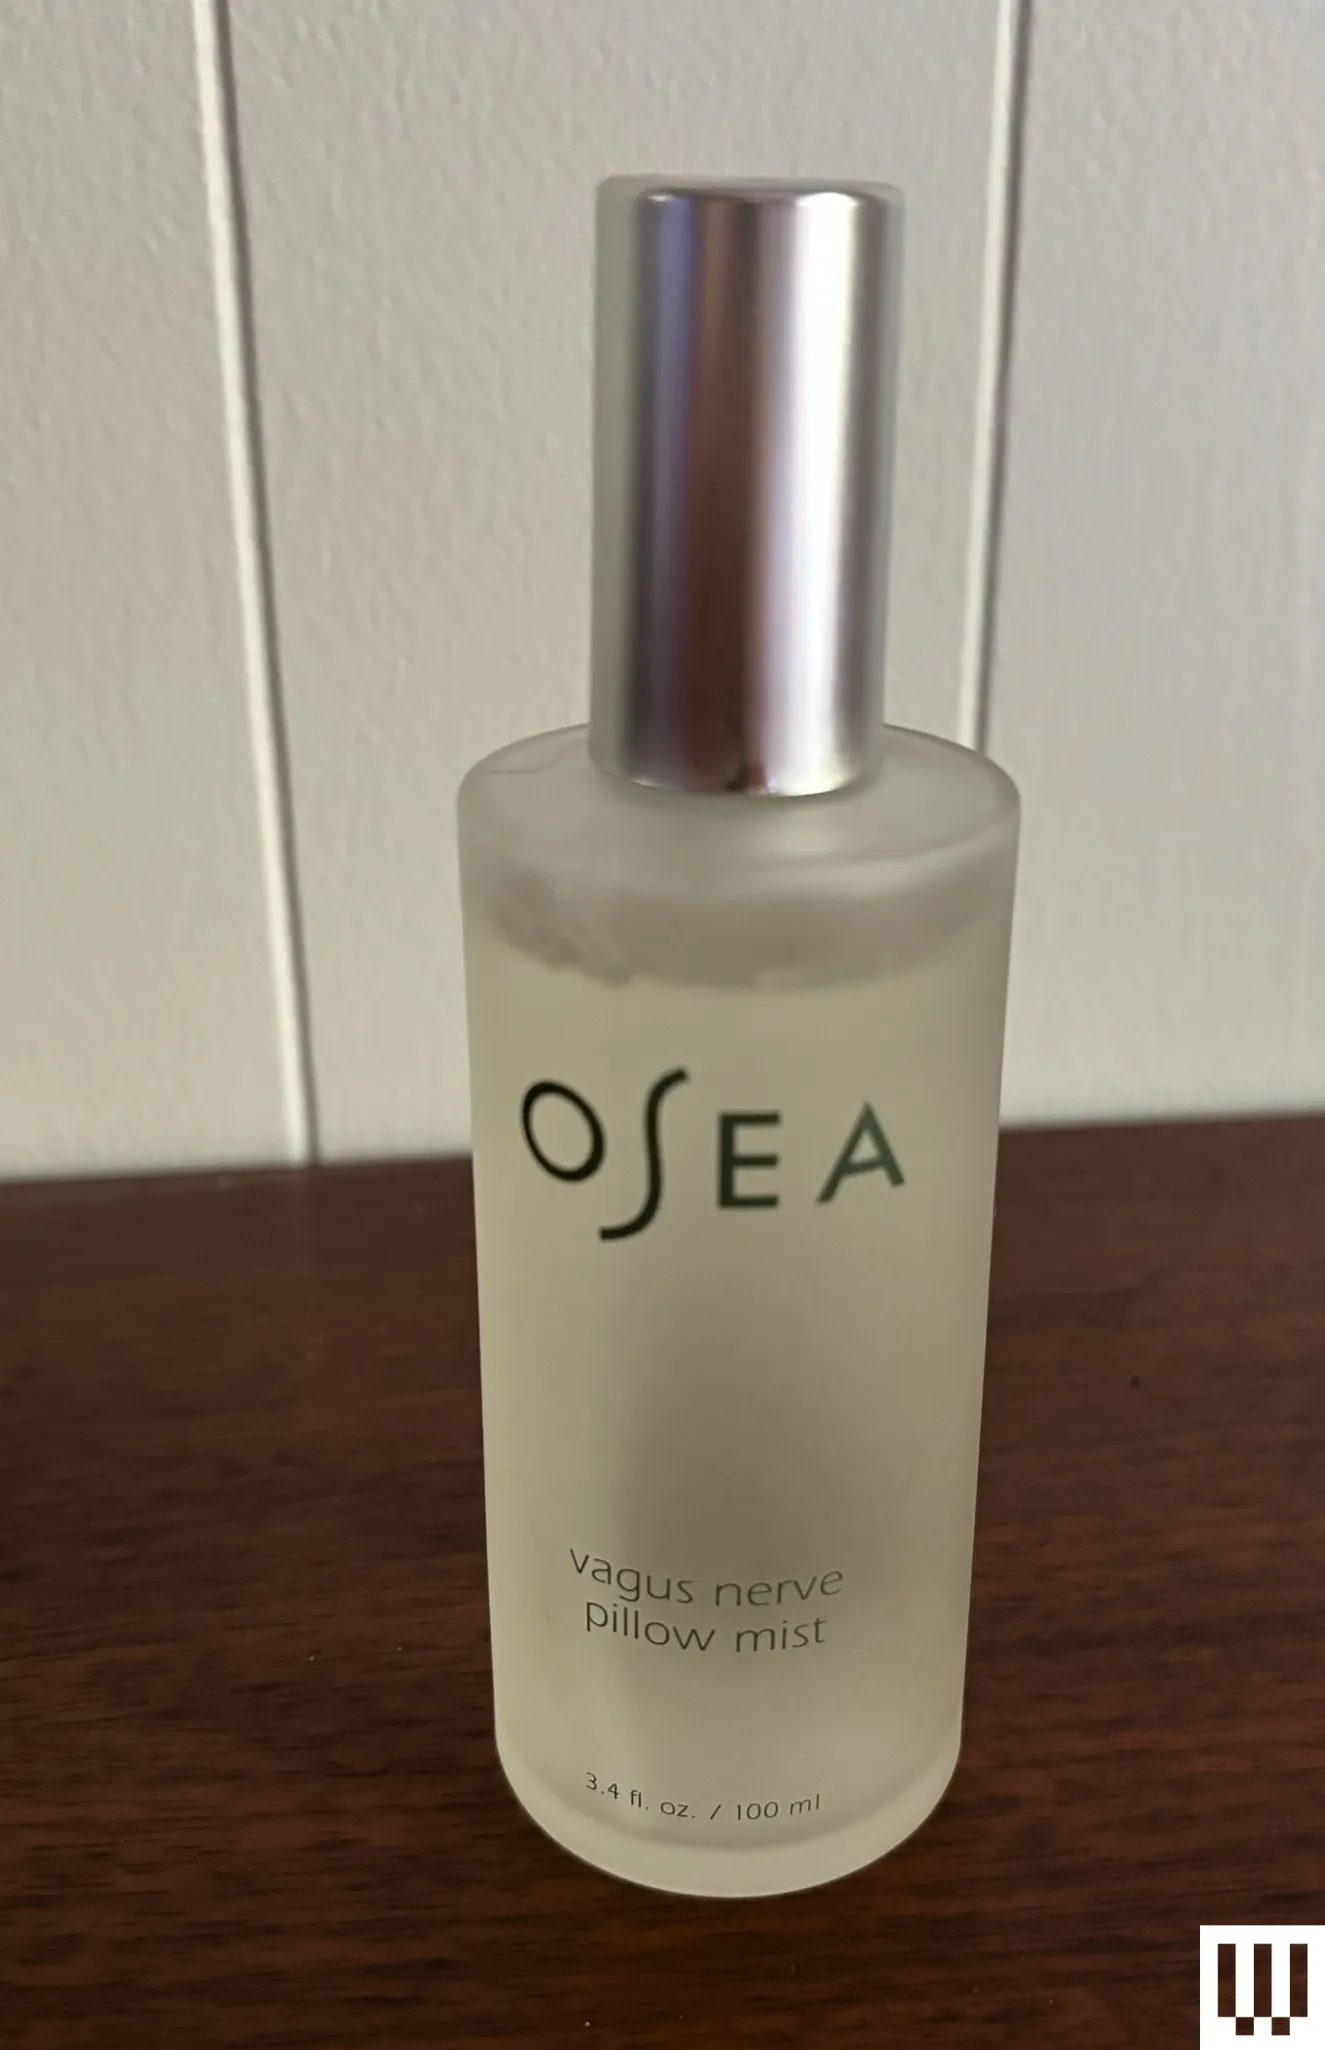 OSEA
vagus nerve
pillow mist
3.4 fl. oz. / 100 ml
W